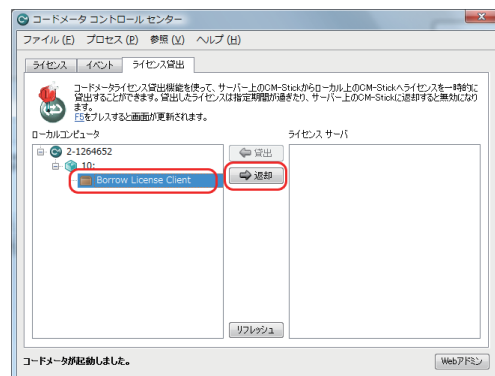 コードメータ コントロール センター
ファイル (F) プロセス (P) 参照 (V) ヘルプ (H)
ライセンス イベント ライセンス貸出
コードメータライセンス貸出機能を使って、サーバー上のCM-Stickからローカル上のCM-Stickへライセンスを一時的に
貸出することができます。貸出したライセンスは指定期間が過ぎたり、サーバー上のCM-Stickに返却すると無効になり
ます。
F5をプレスすると画面が更新されます。
ローカルコンピュータ ライセンス サーバ
2-1264652
貸出
10:
Borrow License Client
返却
リフレッシュ
コードメータが起動しました。
Webアドミン